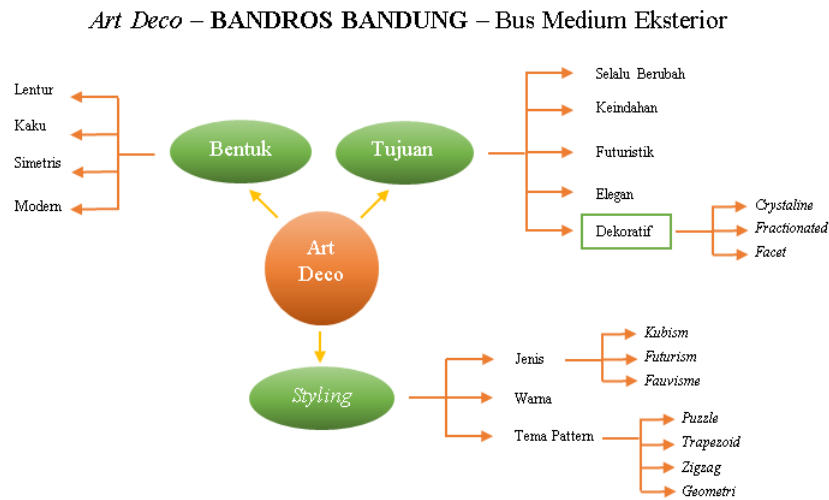 Art Deco – BANDROS BANDUNG – Bus Medium Eksterior
Lentur
Kaku
Simetris
Modern
Bentuk
Tujuan
Selalu Berubah
Keindahan
Futuristik
Elegan
Dekoratif
Crystaline
Fractionated
Facet
Art
Deco
Styling
Jenis
Warna
Tema Pattern
Kubism
Futurism
Fauvisme
Puzzle
Trapezoid
Zigzag
Geometri